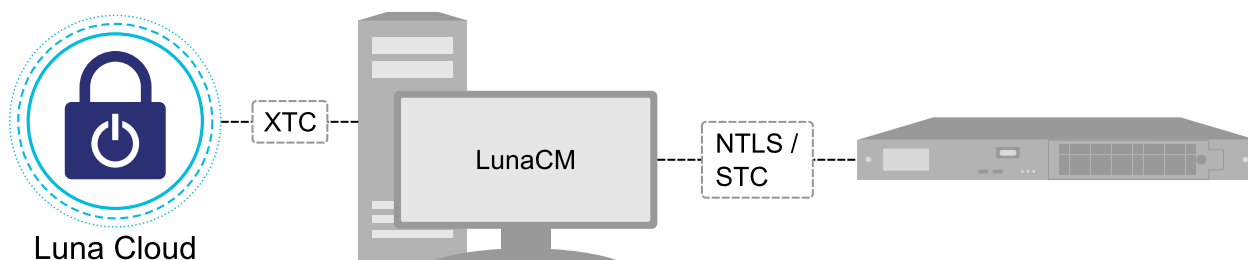 Luna Cloud
XTC
LunaCM
NTLS /
STC